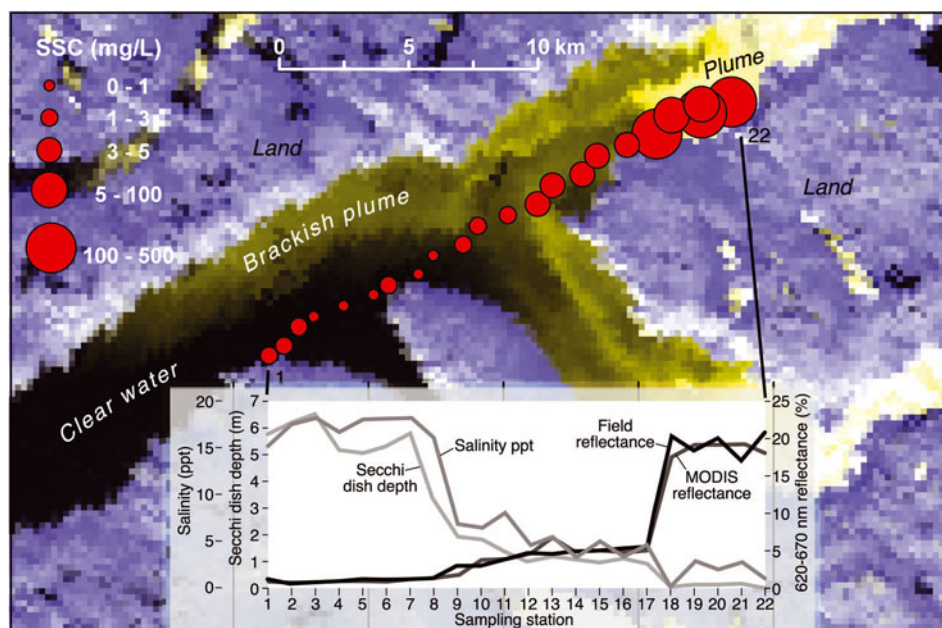 SSC (mg/L)
0 - 1
1 - 3
3 - 5
5 - 100
100 - 500
0 5 10 km
Plume
22
Land
Land
Brackish plume
Clear water
1
Salinity (ppt)
20
15
10
5
0
Secchi dish depth (m)
7
6
5
4
3
2
1
0
Salinity ppt
Secchi
dish depth
Field
reflectance
MODIS
reflectance
25
20
15
10
5
0
620-670 nm reflectance (%)
1 2 3 4 5 6 7 8 9 10 11 12 13 14 15 16 17 18 19 20 21 22
Sampling station